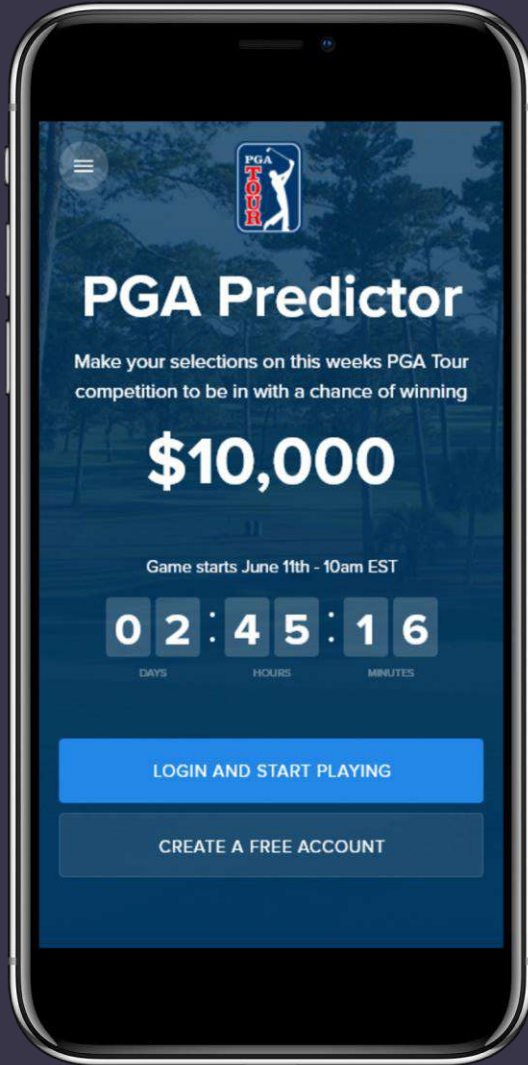 PGA
TOUR
PGA Predictor
Make your selections on this weeks PGA Tour
competition to be in with a chance of winning
$10,000
Game starts June 11th - 10am EST
02:45:16
DAYS HOURS MINUTES
LOGIN AND START PLAYING
CREATE A FREE ACCOUNT